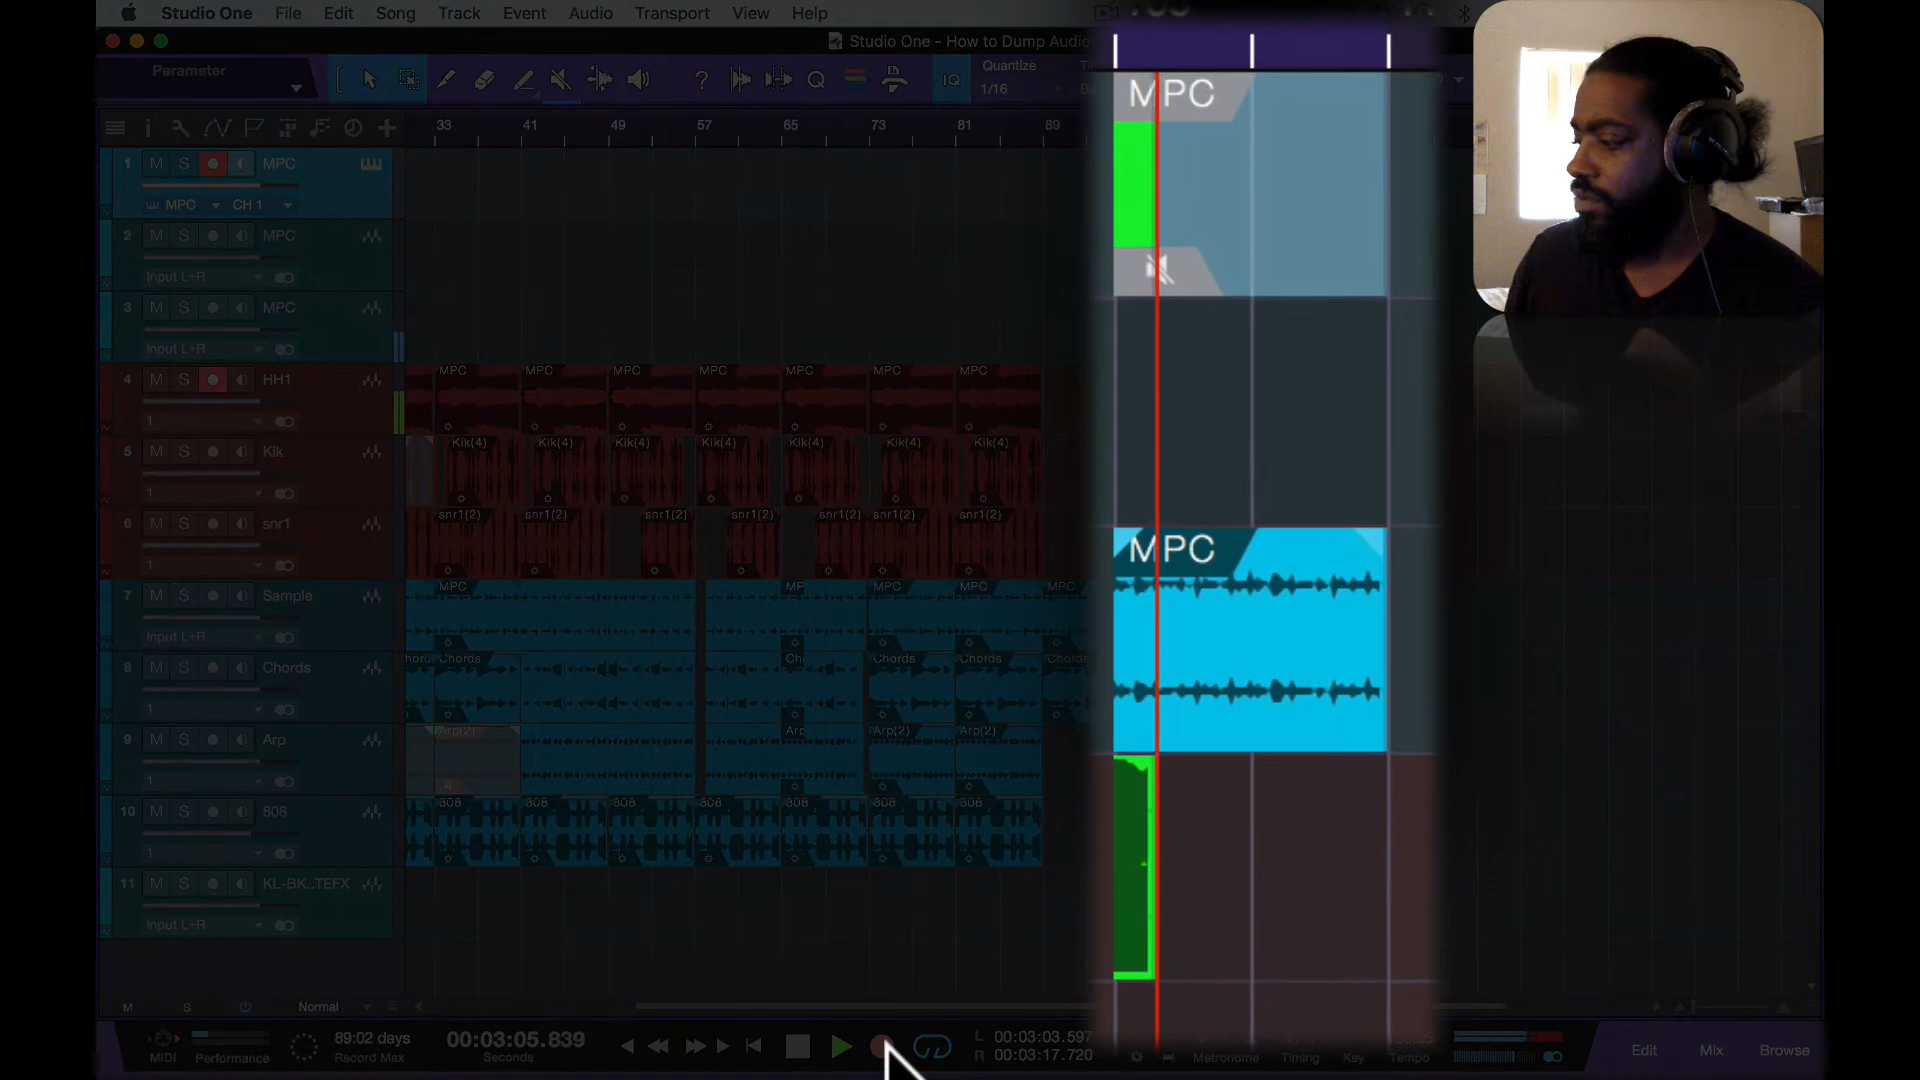 Studio One File Edit Song Track Event Audio Transport View Help
Studio One - How to Dump Audio
Parameter
IQ
Quantize
1/16
33 41 49 57 65 73 81 89
1 M S MPC
MPC CH 1
2 M S MPC
Input L+R
3 M S MPC
Input L+R
4 M S HH1
1
5 M S Kik
1
6 M S snr1
1
7 M S Sample
Input L+R
8 M S Chords
1
9 M S Arp
1
10 M S 808
1
11 M S KL-BK..TEFX
Input L+R
MPC MPC MPC MPC MPC MPC MPC
Kik(4) Kik(4) Kik(4) Kik(4) Kik(4) Kik(4) Kik(4)
snr1(2) snr1(2) snr1(2) snr1(2) snr1(2) snr1(2) snr1(2)
MPC MP MPC MPC MPC
Chords Chords Chords Chords
Arp(2) Arp Arp(2) Arp(2)
808 808 808 808 808 808 808
MPC
MPC
M S Normal
MIDI
Performance
89:02 days
Record Max
00:03:05.839
Seconds
L 00:03:03.597
R 00:03:17.720
Metronome Timing Key Tempo
Edit Mix Browse